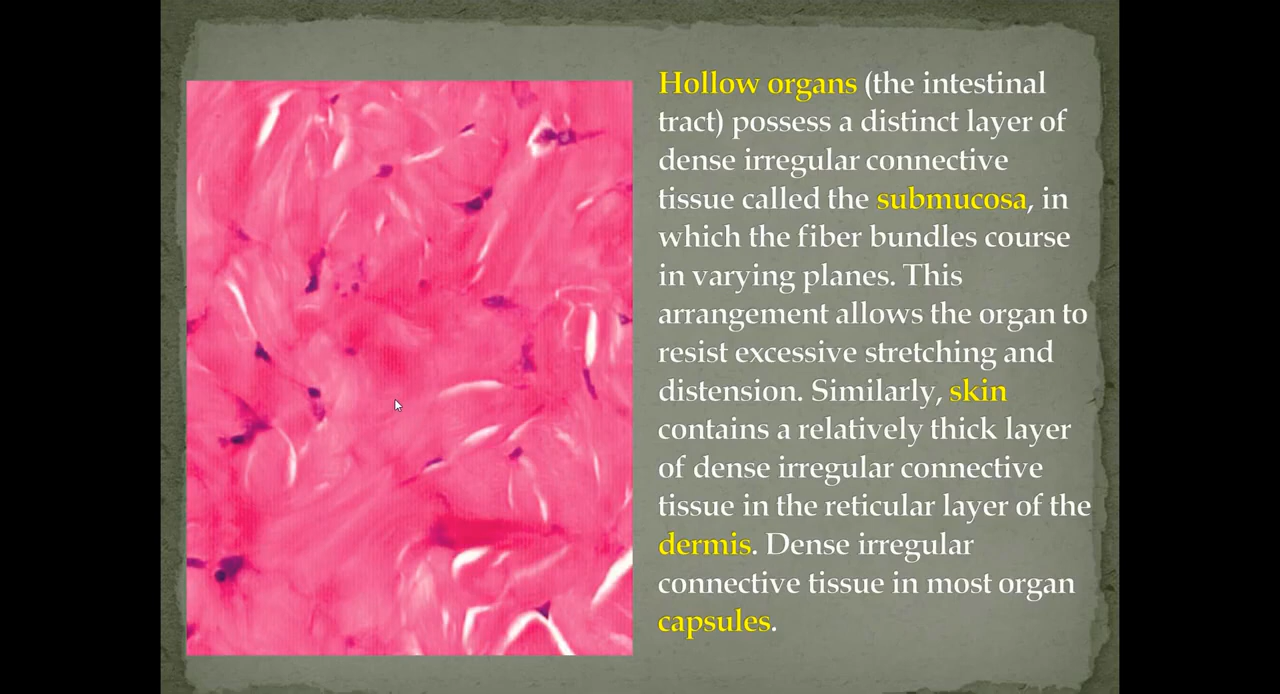 Hollow organs (the intestinal
tract) possess a distinct layer of
dense irregular connective
tissue called the submucosa, in
which the fiber bundles course
in varying planes. This
arrangement allows the organ to
resist excessive stretching and
distension. Similarly, skin
contains a relatively thick layer
of dense irregular connective
tissue in the reticular layer of the
dermis. Dense irregular
connective tissue in most organ
capsules.